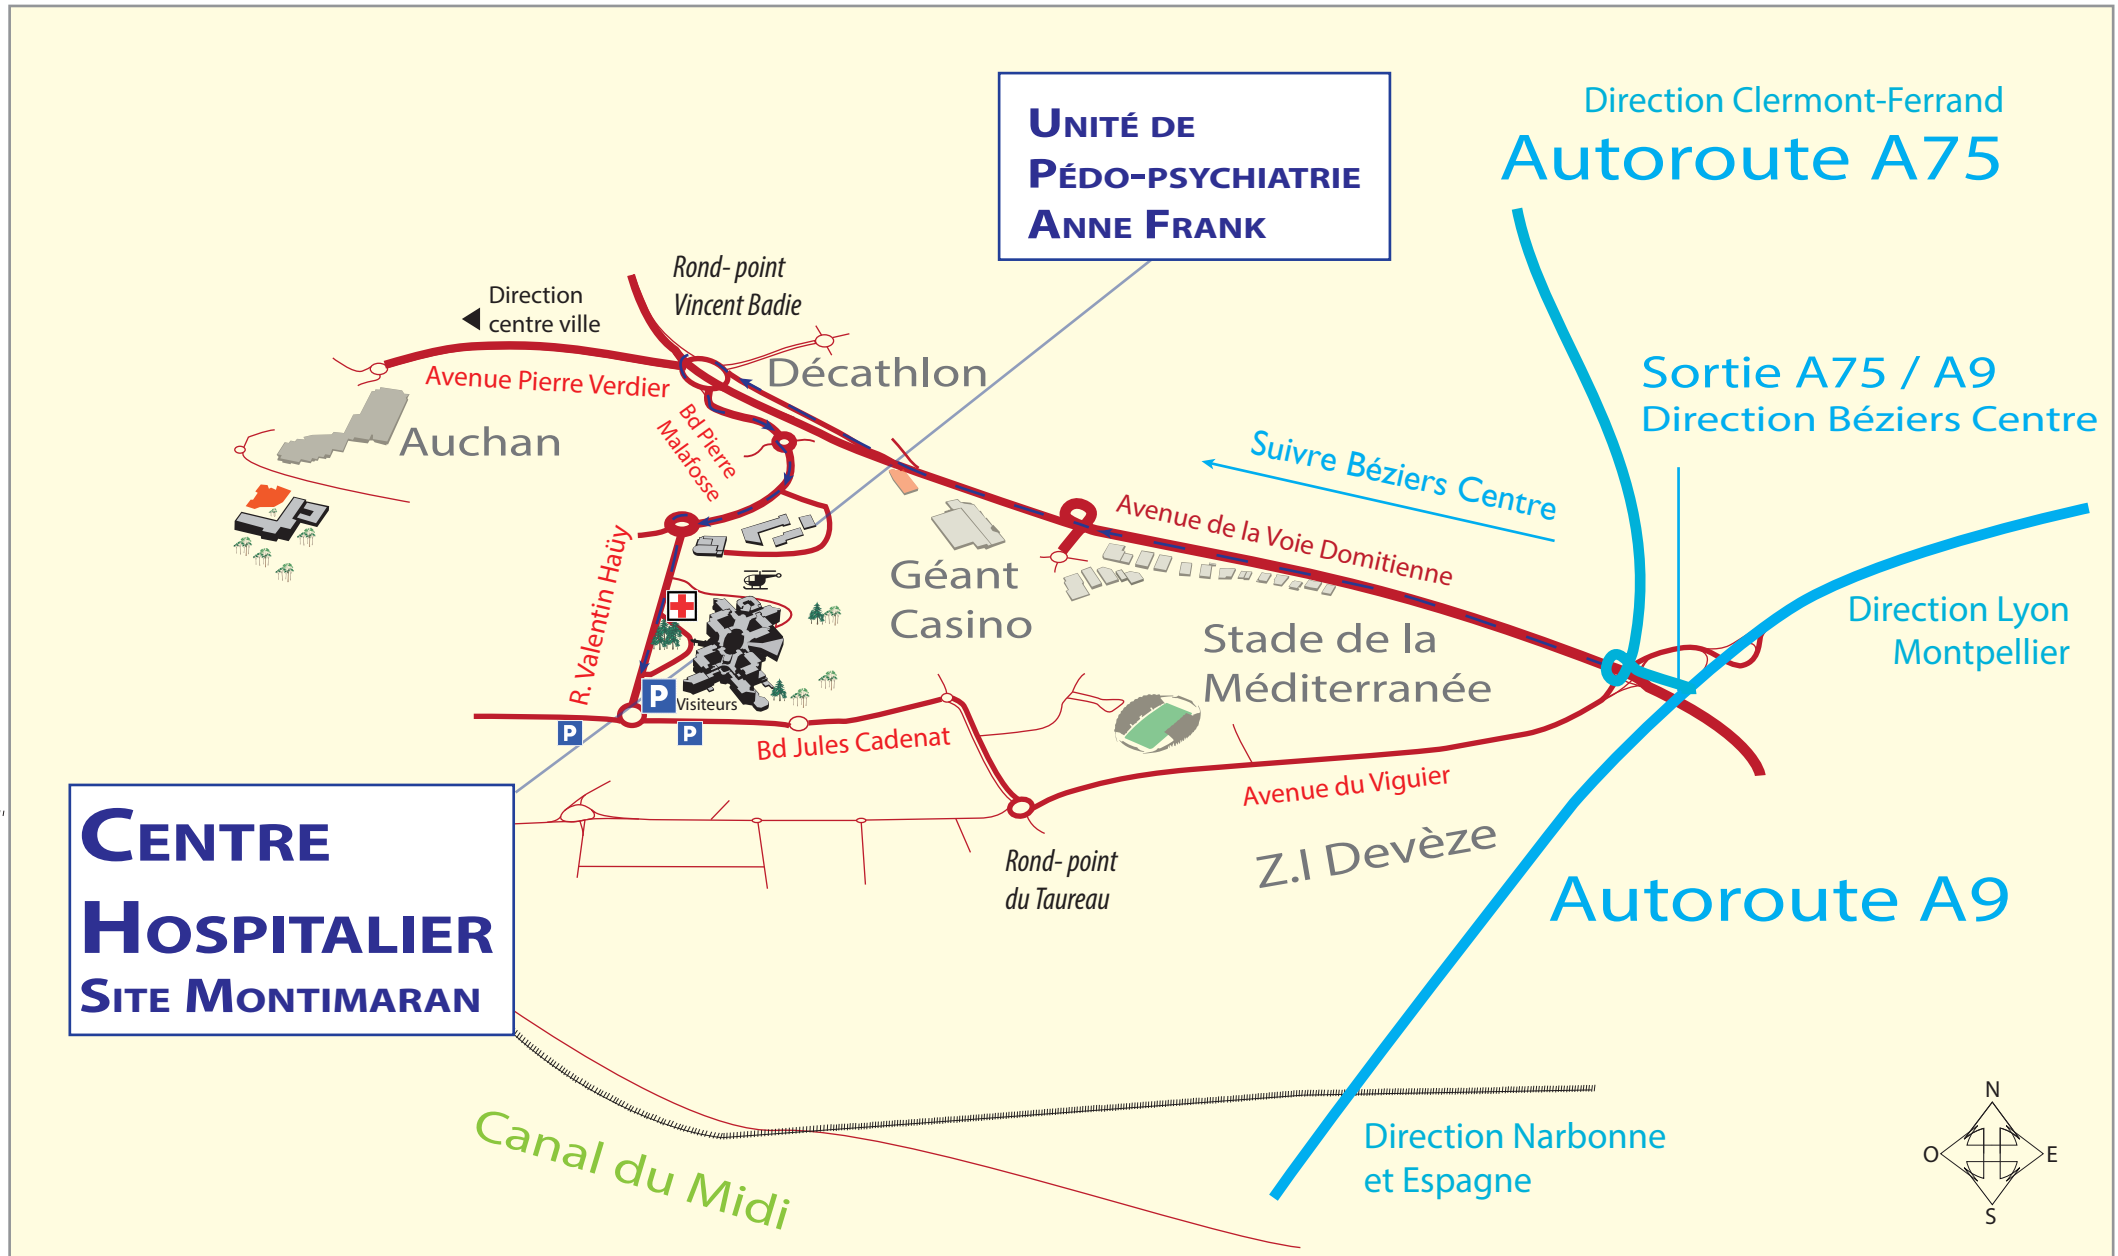 Unité de
Pédo-psychiatrie
Anne Frank
Direction Clermont-Ferrand
Autoroute A75
Rond- point
Vincent Badie
Direction
centre ville
Avenue Pierre Verdier
Décathlon
Sortie A75 / A9
Direction Béziers Centre
Auchan
Bd Pierre
Malafosse
Suivre Béziers Centre
Avenue de la Voie Domitienne
R. Valentin Haüy
Géant
Casino
Direction Lyon
Montpellier
Stade de la
Méditerranée
P
Visiteurs
P
P
Bd Jules Cadenat
Avenue du Viguier
Centre
Hospitalier
Site Montimaran
Rond- point
du Taureau
Z.I Devèze
Autoroute A9
Canal du Midi
Direction Narbonne
et Espagne
N
O
E
S